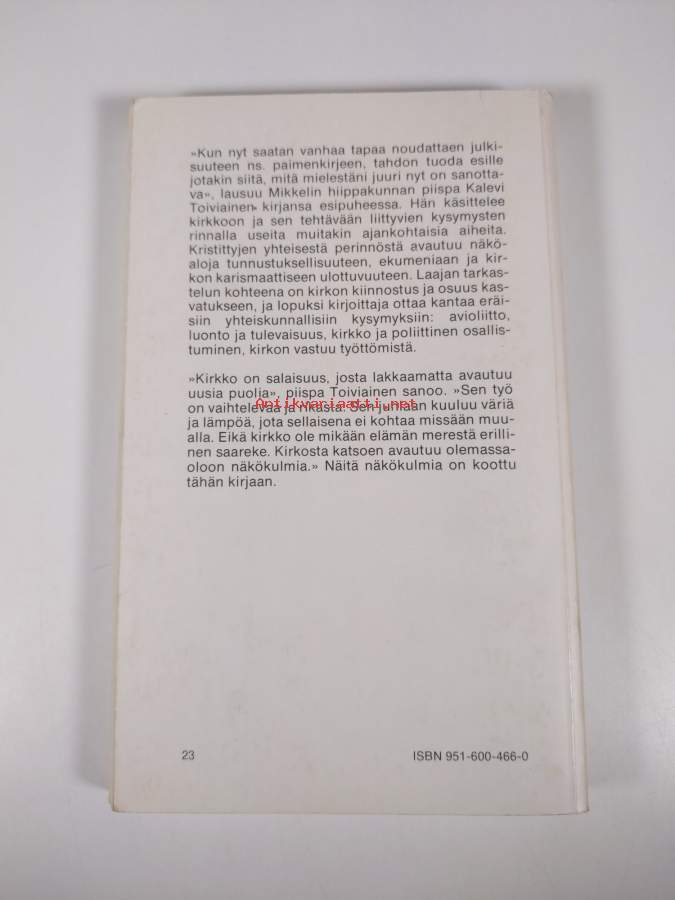 »Kun nyt saatan vanhaa tapaa noudattaen julki-
suuteen ns. paimenkirjeen, tahdon tuoda esille
jotakin siitä, mitä mielestäni juuri nyt on sanotta-
va», lausuu Mikkelin hiippakunnan piispa Kalevi
Toiviainen kirjansa esipuheessa. Hän käsittelee
kirkkoon ja sen tehtävään liittyvien kysymysten
rinnalla useita muitakin ajankohtaisia aiheita.
Kristittyjen yhteisestä perinnöstä avautuu näkö-
aloja tunnustuksellisuuteen, ekumeniaan ja kir-
kon karismaattiseen ulottuvuuteen. Laajan tarkas-
telun kohteena on kirkon kiinnostus ja osuus kas-
vatukseen, ja lopuksi kirjoittaja ottaa kantaa eräi-
siin yhteiskunnallisiin kysymyksiin: avioliitto,
luonto ja tulevaisuus, kirkko ja poliittinen osallis-
tuminen, kirkon vastuu työttömistä.
»Kirkko on salaisuus, josta lakkaamatta avautuu
uusia puolia», piispa Toiviainen sanoo. »Sen työ
Antikvariaatti.net
on vaihtelevaa ja rikasta. Sen juhlaan kuuluu väriä
ja lämpöä, jota sellaisena ei kohtaa missään muu-
alla. Eikä kirkko ole mikään elämän merestä erilli-
nen saareke. Kirkosta katsoen avautuu olemassa-
oloon näkökulmia.» Näitä näkökulmia on koottu
tähän kirjaan.
23
ISBN 951-600-466-0